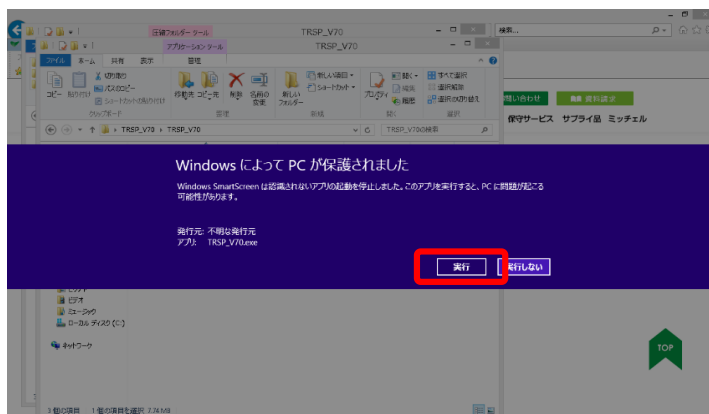 圧縮フォルダー ツール
TRSP_V70
検索...
アプリケーション ツール
TRSP_V70
ファイル ホーム 共有 表示 管理
コピー 貼り付け
切り取り
パスのコピー
ショートカットの貼り付け
移動先 コピー先 削除 名前の変更
新しいフォルダー
新しい項目
ショートカット
プロパティ
開く
編集
履歴
すべて選択
選択解除
選択の切り替え
クリップボード 整理 新規 開く 選択
問い合わせ 資料請求
保守サービス サプライ品 ミッチェル
TRSP_V70 TRSP_V70
TRSP_V70の検索
Windows によって PC が保護されました
Windows SmartScreen は認識されないアプリの起動を停止しました。このアプリを実行すると、PC に問題が起こる
可能性があります。
発行元: 不明な発行元
アプリ: TRSP_V70.exe
実行 実行しない
ビデオ
ミュージック
ローカル ディスク (C:)
ネットワーク
TOP
3 個の項目 1 個の項目を選択 7.74 MB